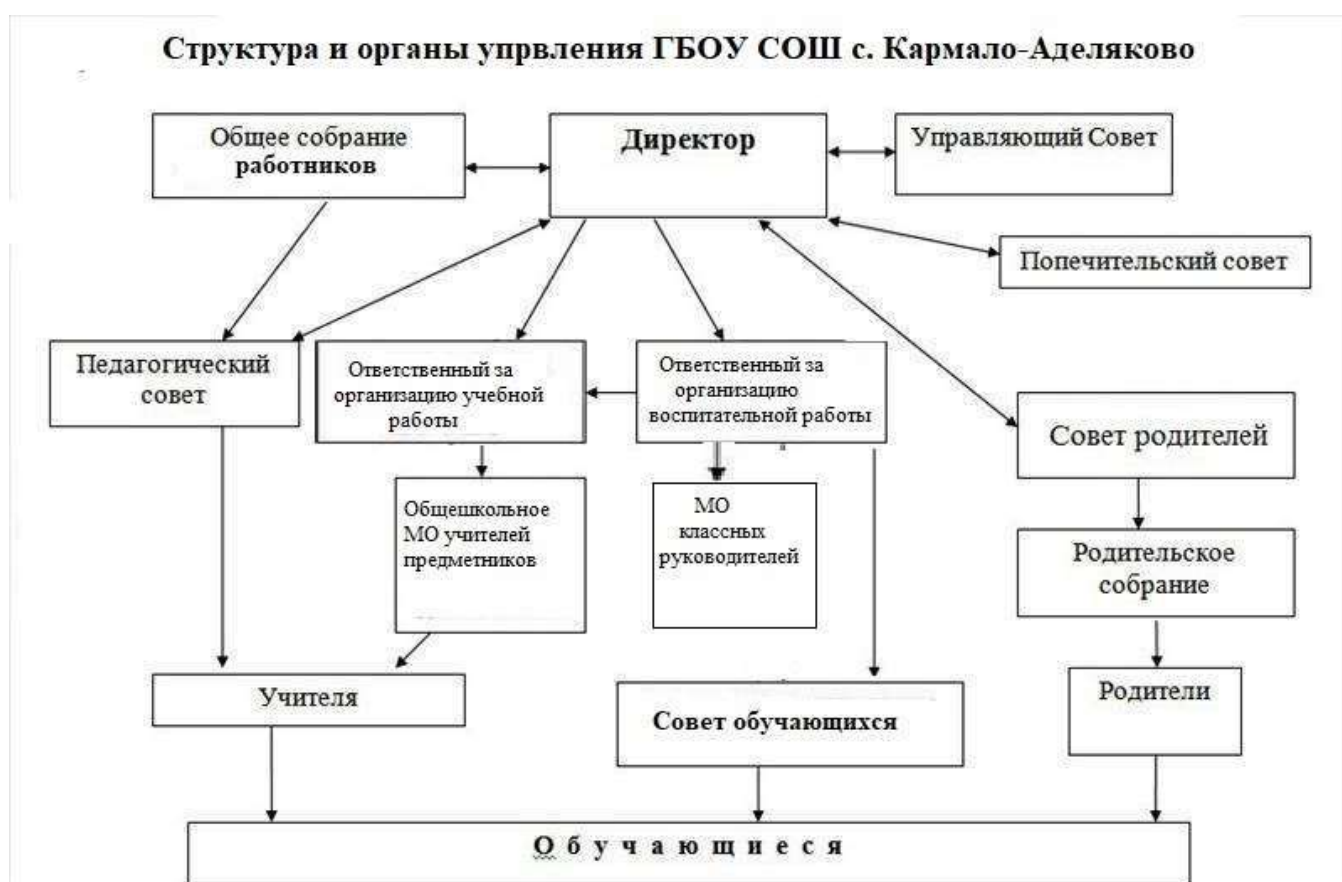 Структура и органы упрвления ГБОУ СОШ с. Кармало-Аделяково
Общее собрание
работников
Директор
Управляющий Совет
Попечительский совет
Педагогический
совет
Ответственный за
организацию учебной
работы
Ответственный за
организацию
воспитательной работы
Совет родителей
Общешкольное
МО учителей
предметников
МО
классных
руководителей
Родительское
собрание
Учителя
Совет обучающихся
Родители
О б у ч а ю щ и е с я